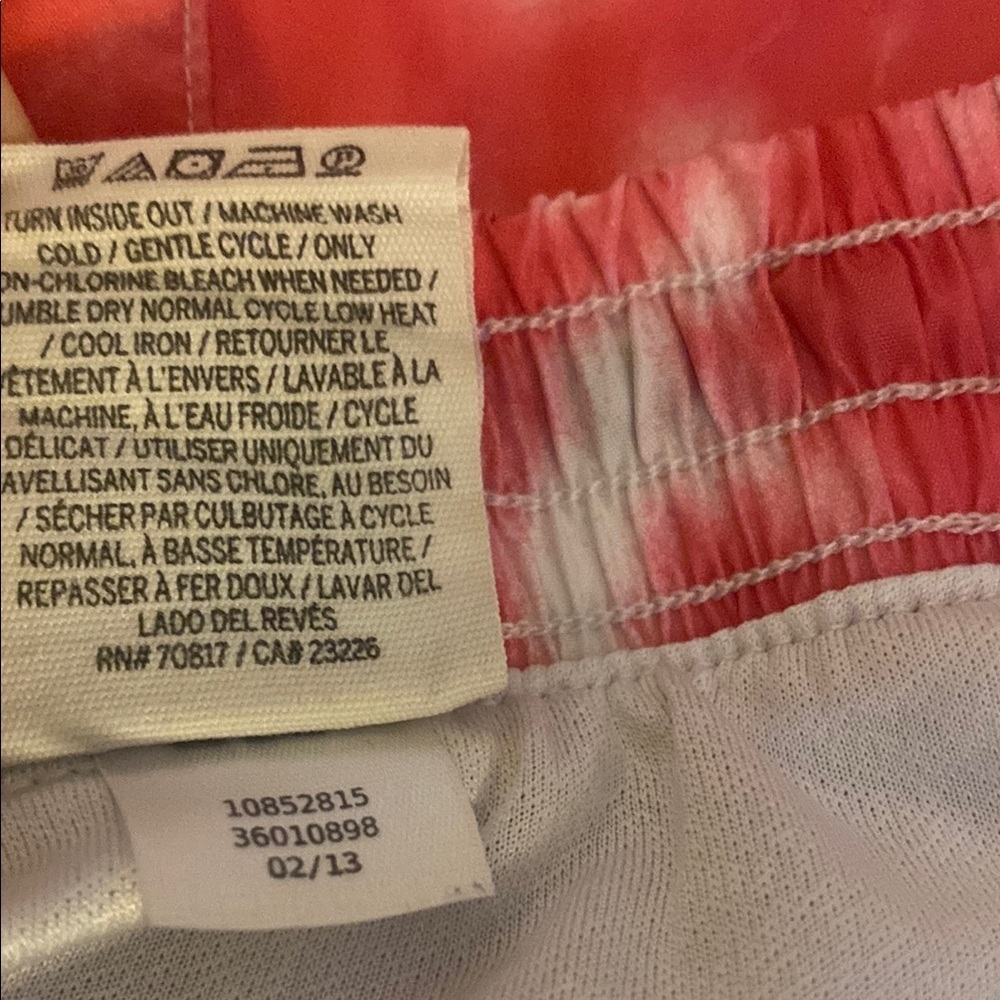 TURN INSIDE OUT / MACHINE WASH
COLD / GENTLE CYCLE / ONLY
ON-CHLORINE BLEACH WHEN NEEDED /
UMBLE DRY NORMAL CYCLE LOW HEAT
/ COOL IRON / RETOURNER LE
VÊTEMENT À L'ENVERS / LAVABLE À LA
MACHINE, À L'EAU FROIDE / CYCLE
DÉLICAT / UTILISER UNIQUEMENT DU
AVELLISANT SANS CHLORE, AU BESOIN
/ SÉCHER PAR CULBUTAGE À CYCLE
NORMAL, À BASSE TEMPÉRATURE /
REPASSER À FER DOUX / LAVAR DEL
LADO DEL REVÉS
RN# 70817 / CA# 23226
10852815
36010898
02/13